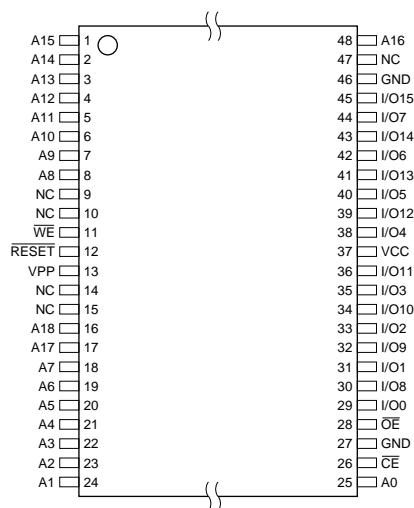 A15 1 48 A16
A14 2 47 NC
A13 3 46 GND
A12 4 45 I/O15
A11 5 44 I/O7
A10 6 43 I/O14
A9 7 42 I/O6
A8 8 41 I/O13
NC 9 40 I/O5
NC 10 39 I/O12
W̅E̅ 11 38 I/O4
R̅E̅S̅E̅T̅ 12 37 VCC
VPP 13 36 I/O11
NC 14 35 I/O3
NC 15 34 I/O10
A18 16 33 I/O2
A17 17 32 I/O9
A7 18 31 I/O1
A6 19 30 I/O8
A5 20 29 I/O0
A4 21 28 O̅E̅
A3 22 27 GND
A2 23 26 C̅E̅
A1 24 25 A0